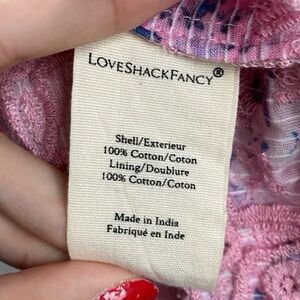 LoveShackFancy®
Shell/Exterieur
100% Cotton/Coton
Lining/Doublure
100% Cotton/Coton
Made in India
Fabriqué en Inde